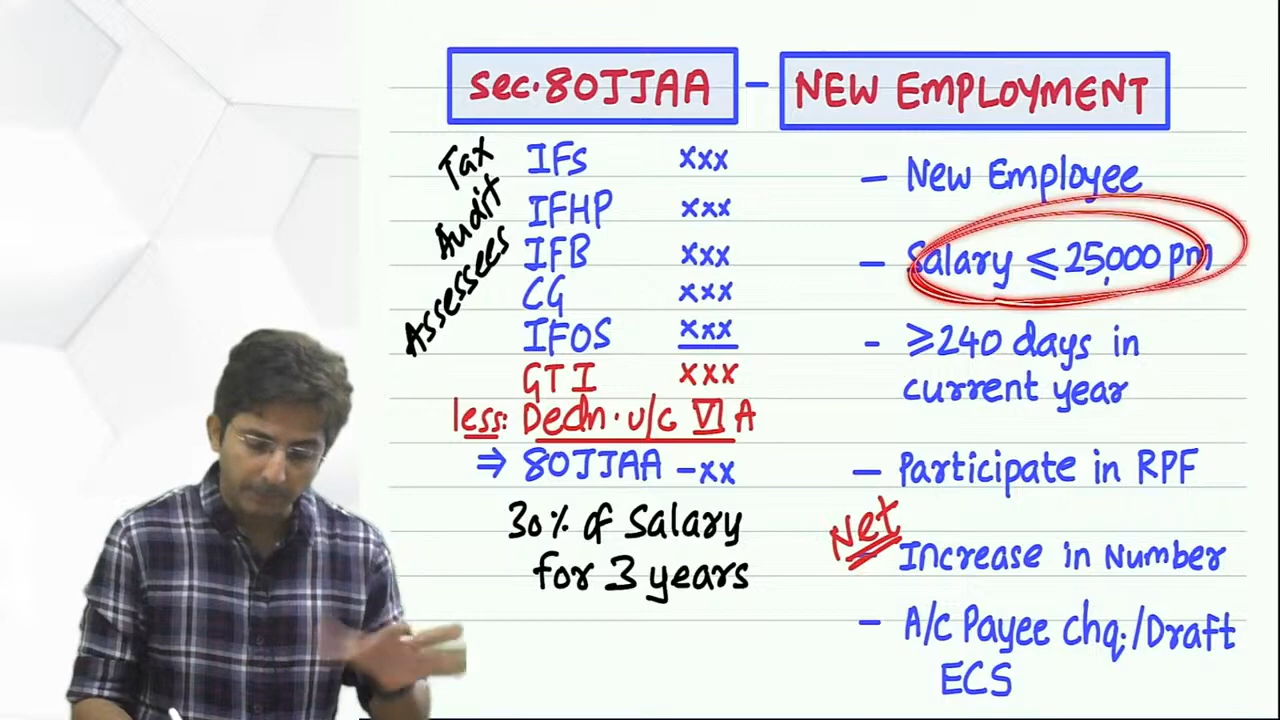 Sec.80JJAA - NEW EMPLOYMENT
Tax Audit Assessees
IFS xxx
IFHP xxx
IFB xxx
CG xxx
IFOS xxx
GTI xxx
less: Dedn. u/c VI A
⇒ 80JJAA -xx
30% of Salary
for 3 years
- New Employee
- Salary ≤ 25,000 pm
- ≥240 days in
current year
- Participate in RPF
Net
- Increase in Number
- A/c Payee Chq./Draft
ECS